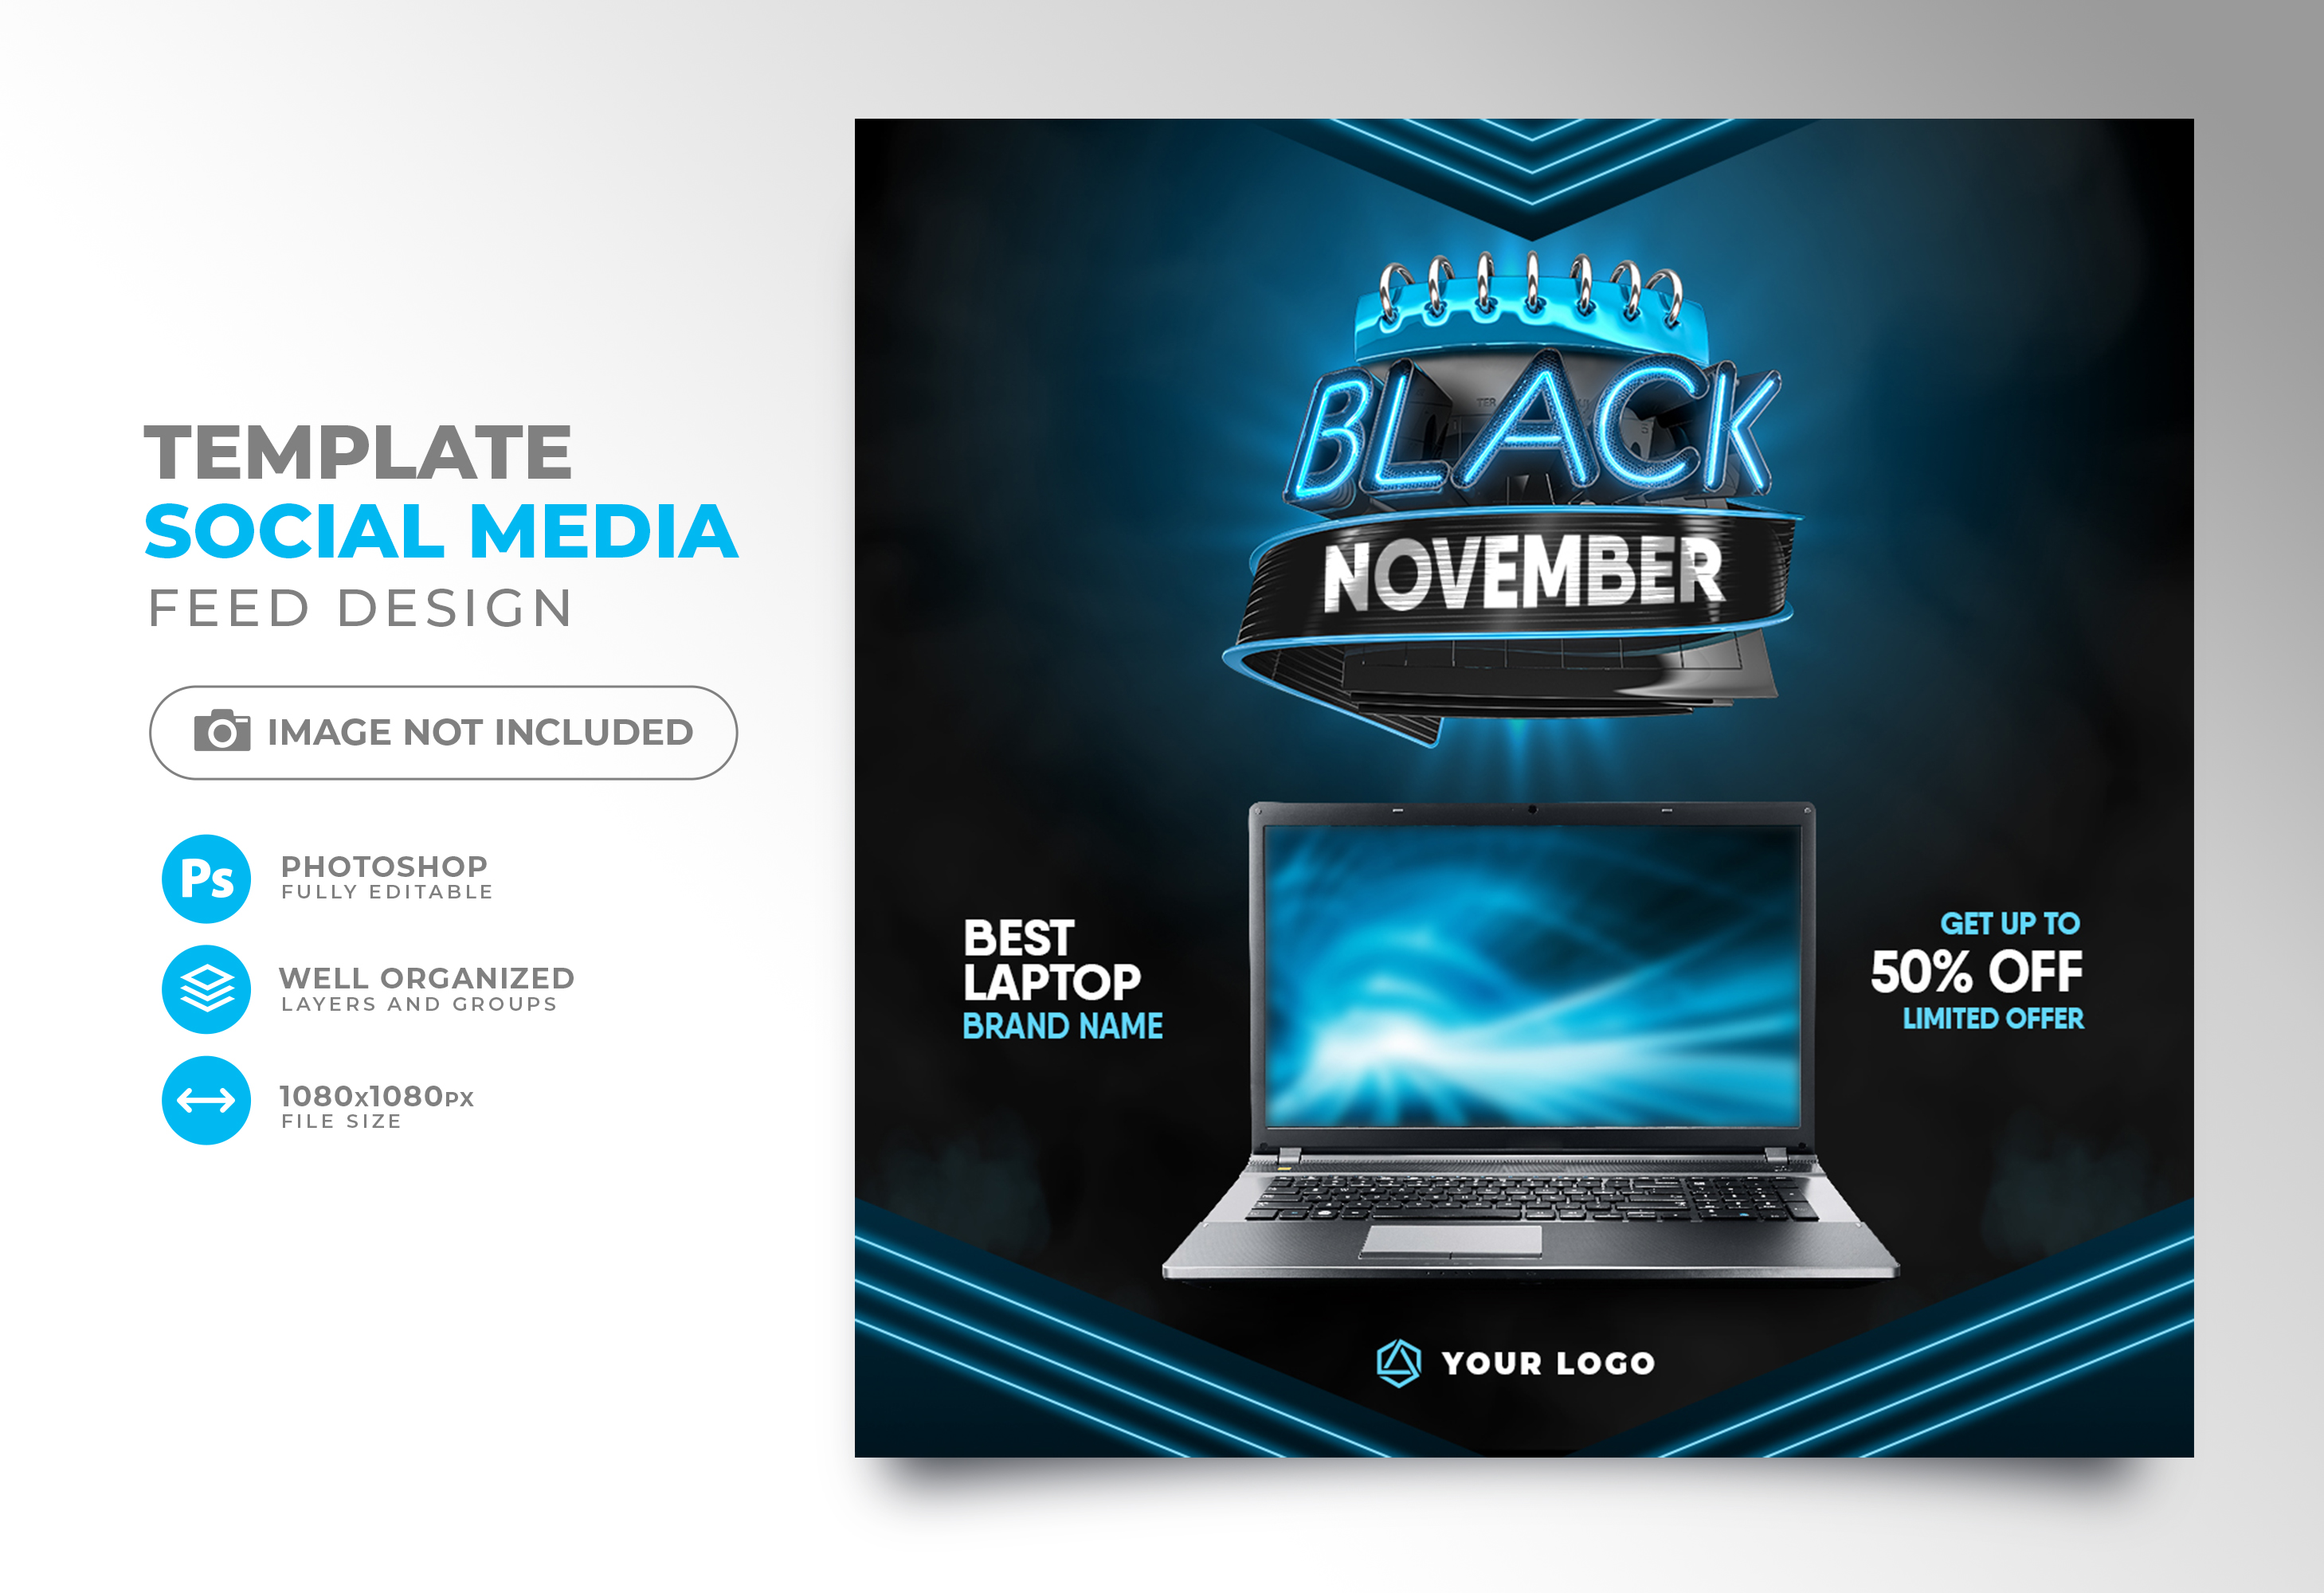 TEMPLATE
SOCIAL MEDIA
FEED DESIGN
IMAGE NOT INCLUDED
Ps
PHOTOSHOP
FULLY EDITABLE
WELL ORGANIZED
LAYERS AND GROUPS
1080x1080PX
FILE SIZE
BLACK
NOVEMBER
BEST
LAPTOP
BRAND NAME
GET UP TO
50% OFF
LIMITED OFFER
YOUR LOGO